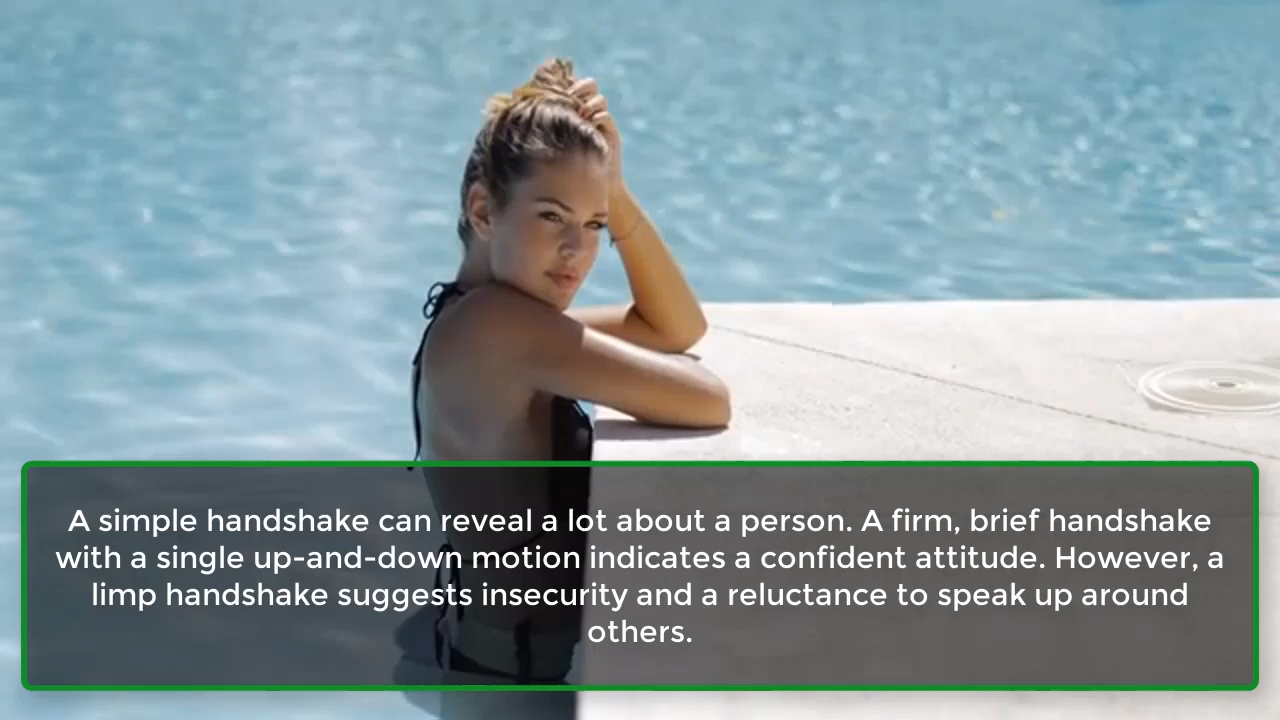 A simple handshake can reveal a lot about a person. A firm, brief handshake
with a single up-and-down motion indicates a confident attitude. However, a
limp handshake suggests insecurity and a reluctance to speak up around
others.